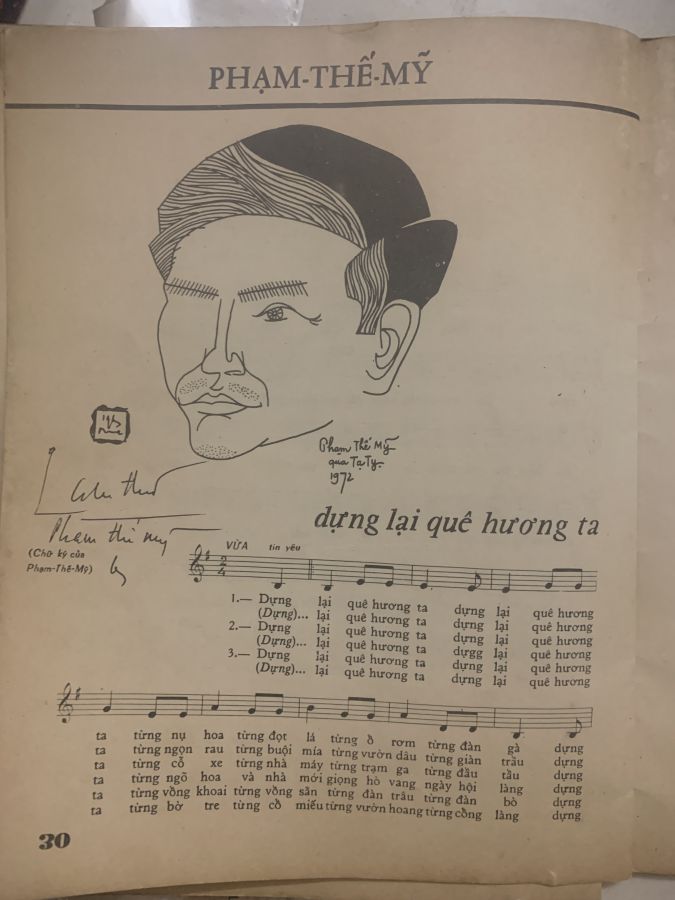 PHẠM-THẾ-MỸ
Phạm Thế Mỹ
qua Tạ Tỵ
1972
Phạm thế mỹ
(Chữ ký của
Phạm-Thế-Mỹ)
dựng lại quê hương ta
VỪA tin yêu
2
4
1.— Dựng lại quê hương ta dựng lại quê hương
(Dựng)... lại quê hương ta dựng lại quê hương
2.— Dựng lại quê hương ta dựng lại quê hương
(Dựng)... lại quê hương ta dựng lại quê hương
3.— Dựng lại quê hương ta dựgg lại quê hương
(Dựng)... lại quê hương ta dựng lại quê hương
ta từng nụ hoa từng đọt lá từng ổ rơm từng đàn gà dựng
ta từng ngọn rau từng buội mía từng vườn dâu từng giàn trầu dựng
ta từng cỗ xe từng nhà máy từng trạm ga từng đầu tầu dựng
ta từng ngõ hoa và nhà mới giọng hò vang ngày hội làng dựng
ta từng vồng khoai từng vồng sắn từng đàn trâu từng đàn bò dựng
ta từng bờ tre từng cổ miếu từng vườn hoang từng cổng làng dựng
30